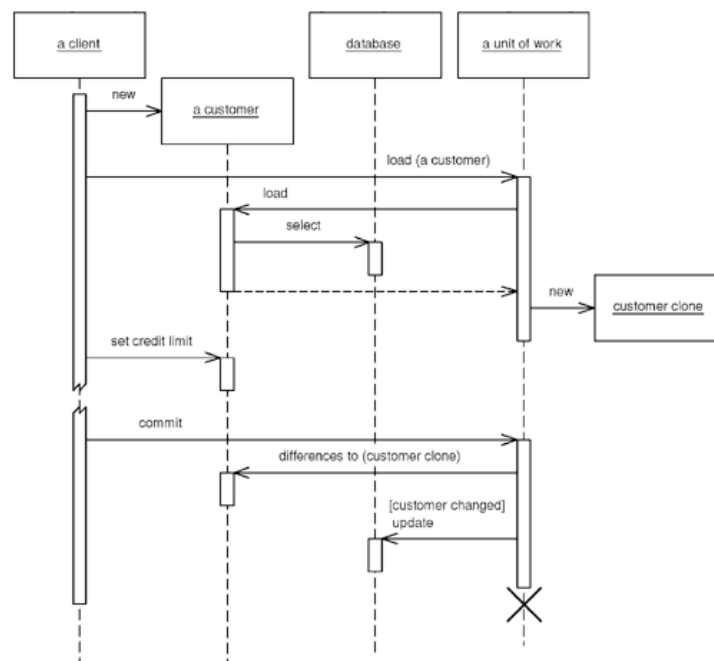 a client
database
a unit of work
new
a customer
load (a customer)
load
select
new
customer clone
set credit limit
commit
differences to (customer clone)
[customer changed]
update